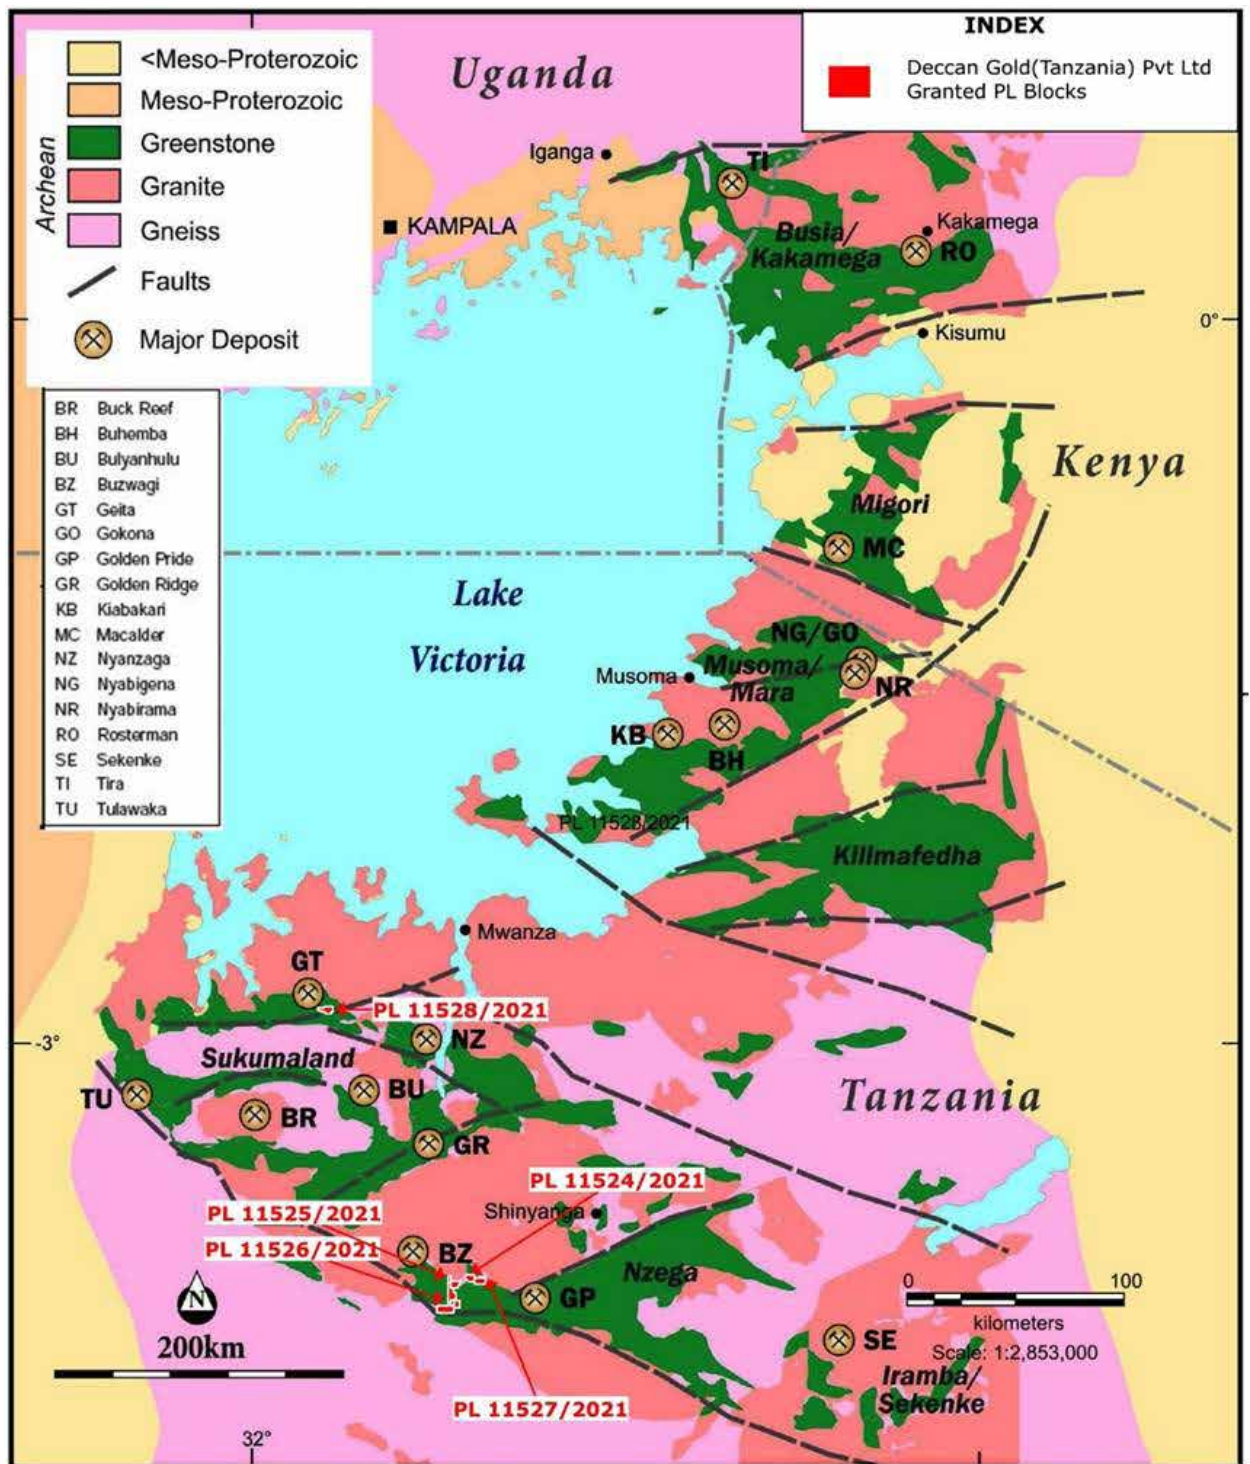 <Meso-Proterozoic
Meso-Proterozoic
Archean
Greenstone
Granite
Gneiss
Faults
Major Deposit
BR Buck Reef
BH Buhemba
BU Bulyanhulu
BZ Buzwagi
GT Geita
GO Gokona
GP Golden Pride
GR Golden Ridge
KB Kiabakari
MC Macalder
NZ Nyanzaga
NG Nyabigena
NR Nyabirama
RO Rosterman
SE Sekenke
TI Tira
TU Tulawaka
INDEX
Deccan Gold(Tanzania) Pvt Ltd
Granted PL Blocks
Uganda
Iganga
TI
KAMPALA
Kakamega
Busia/
Kakamega
RO
0°
Kisumu
Kenya
Migori
MC
Lake
Victoria
NG/GO
Musoma
Musoma/
Mara
NR
KB
BH
PL 11528/2021
Killmafedha
Mwanza
GT
PL 11528/2021
-3°
Sukumaland
NZ
TU
BU
BR
Tanzania
GR
PL 11524/2021
PL 11525/2021
Shinyanga
PL 11526/2021
BZ
Nzega
GP
N
200km
0 100
kilometers
Scale: 1:2,853,000
SE
Iramba/
Sekenke
PL 11527/2021
32°